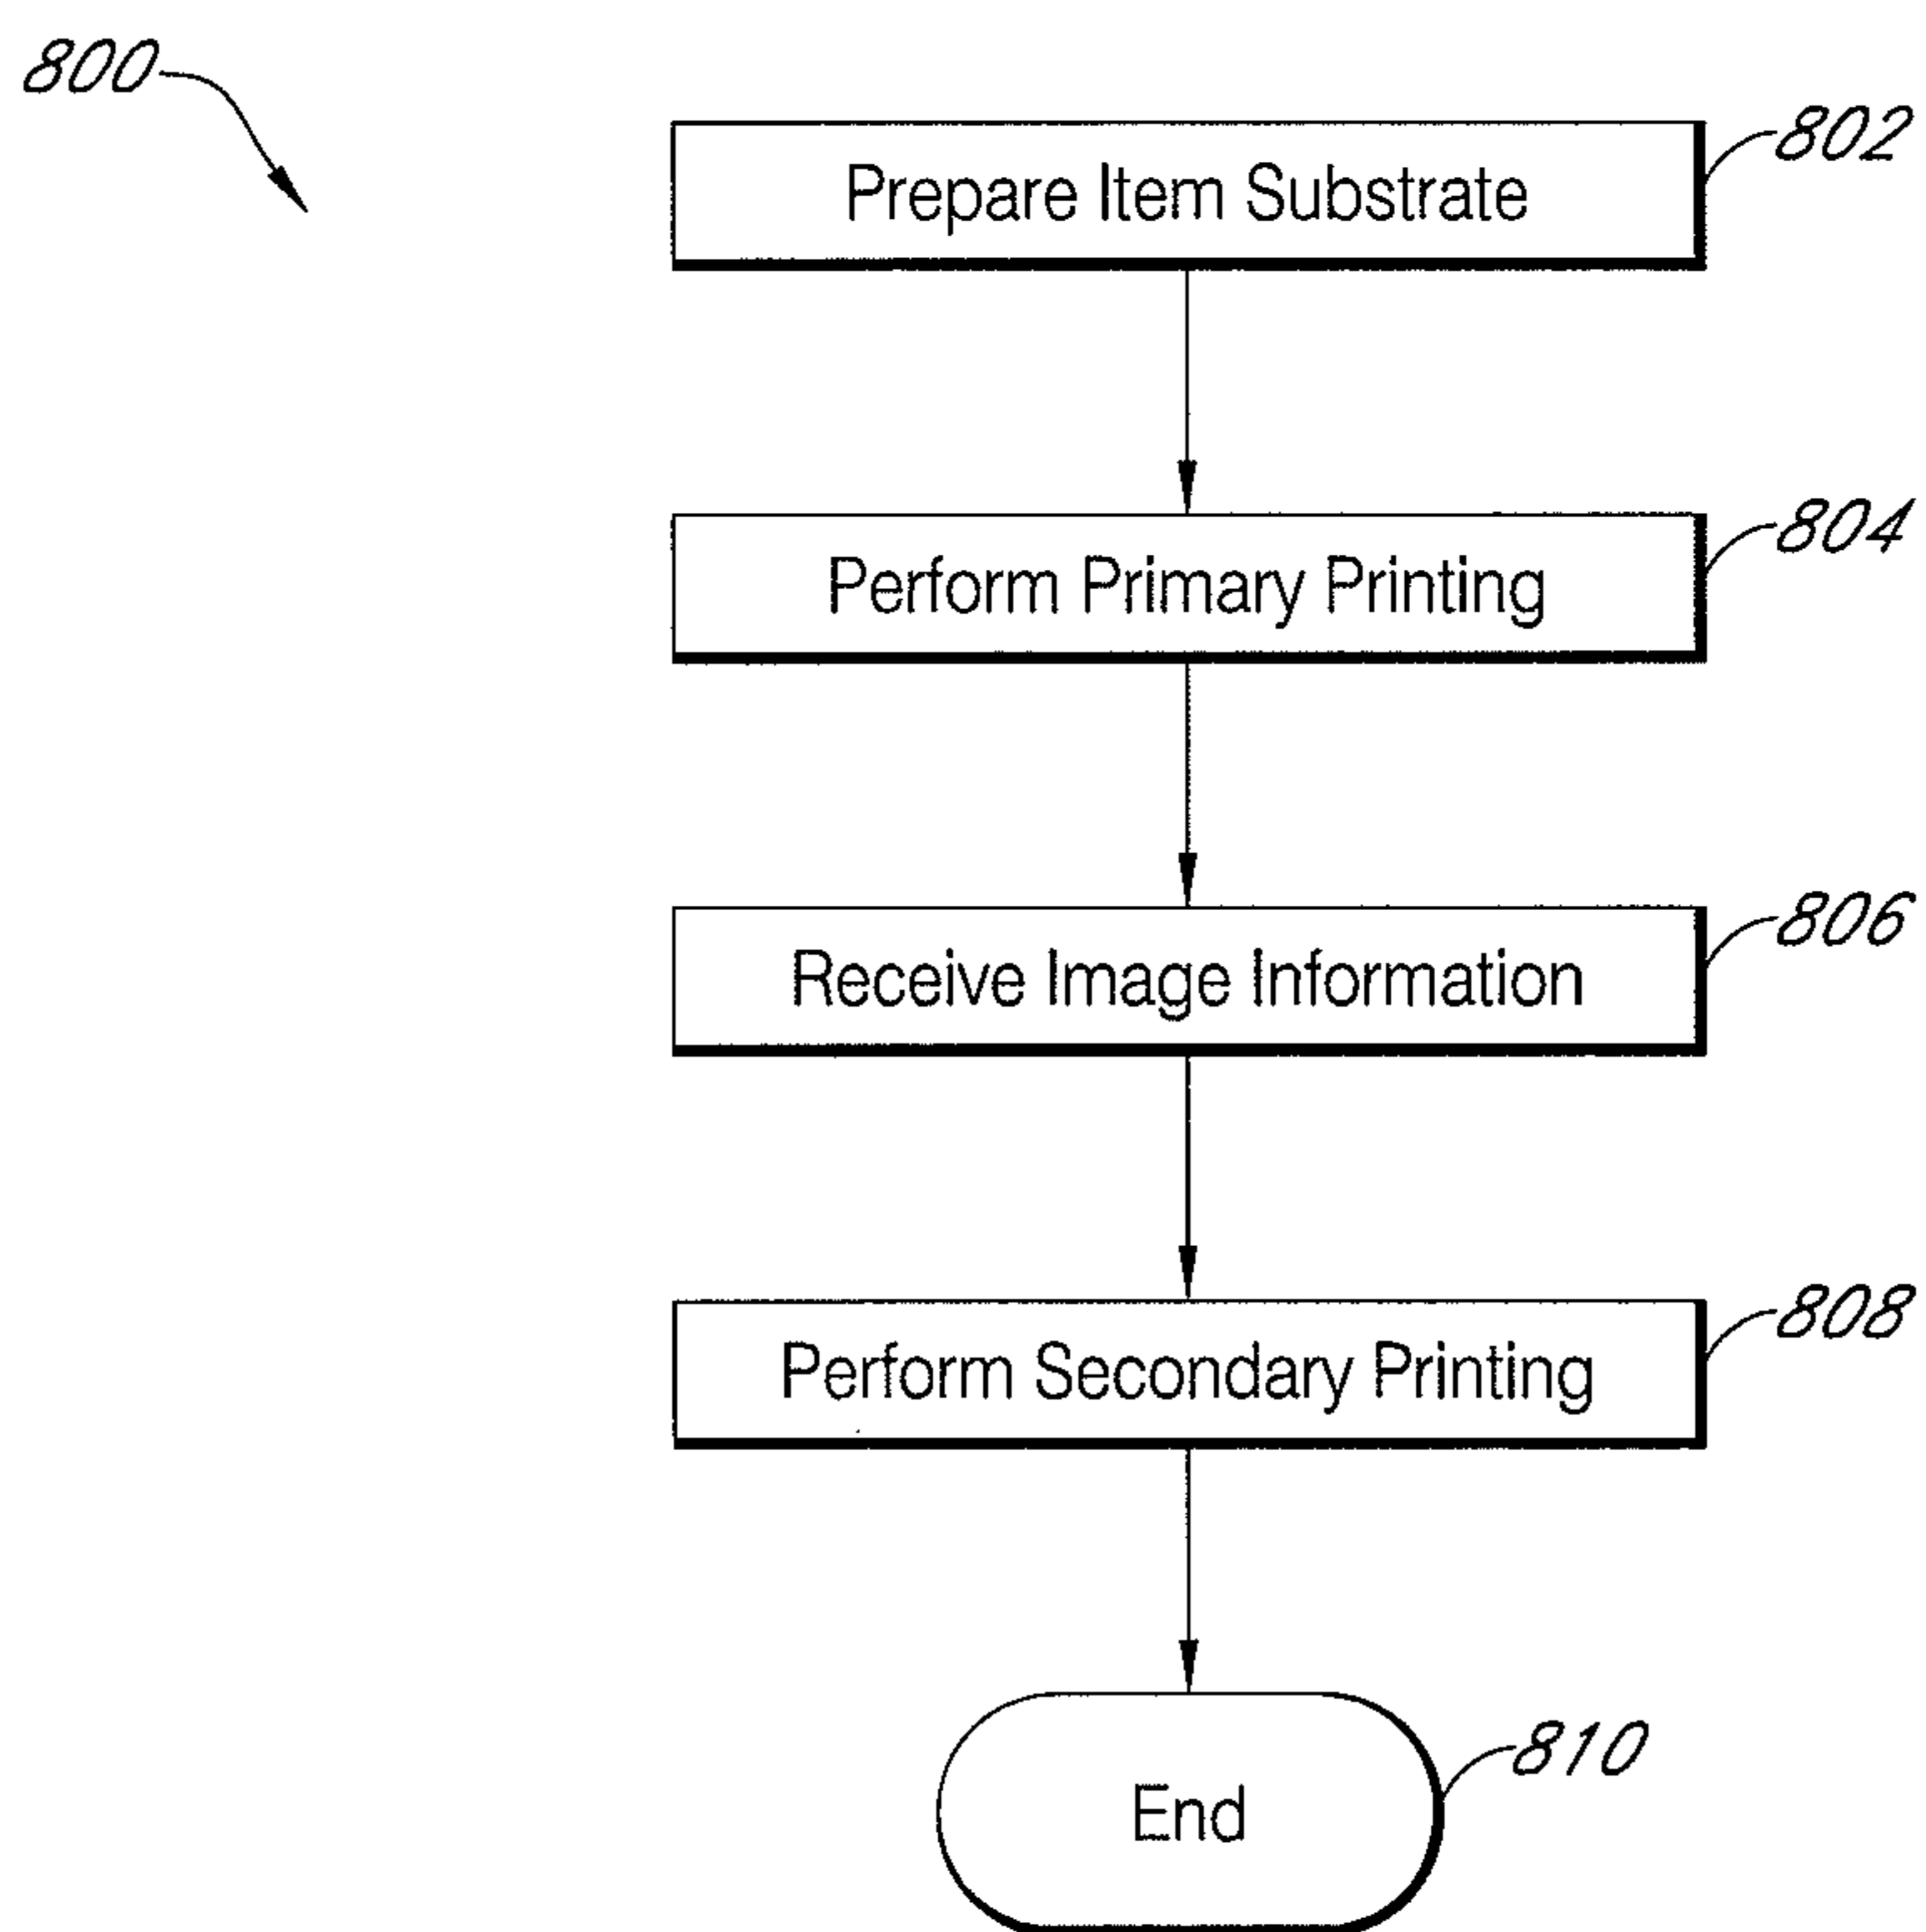 800
Prepare Item Substrate
802
Perform Primary Printing
804
Receive Image Information
806
Perform Secondary Printing
808
End
810